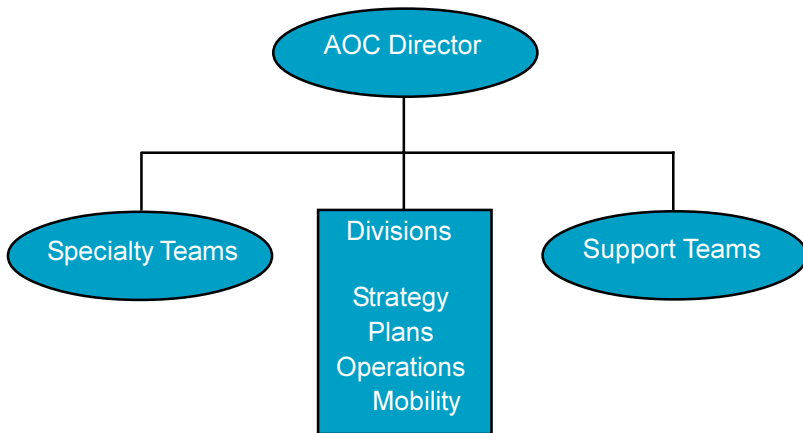 AOC Director
Specialty Teams
Divisions
Strategy
Plans
Operations
Mobility
Support Teams